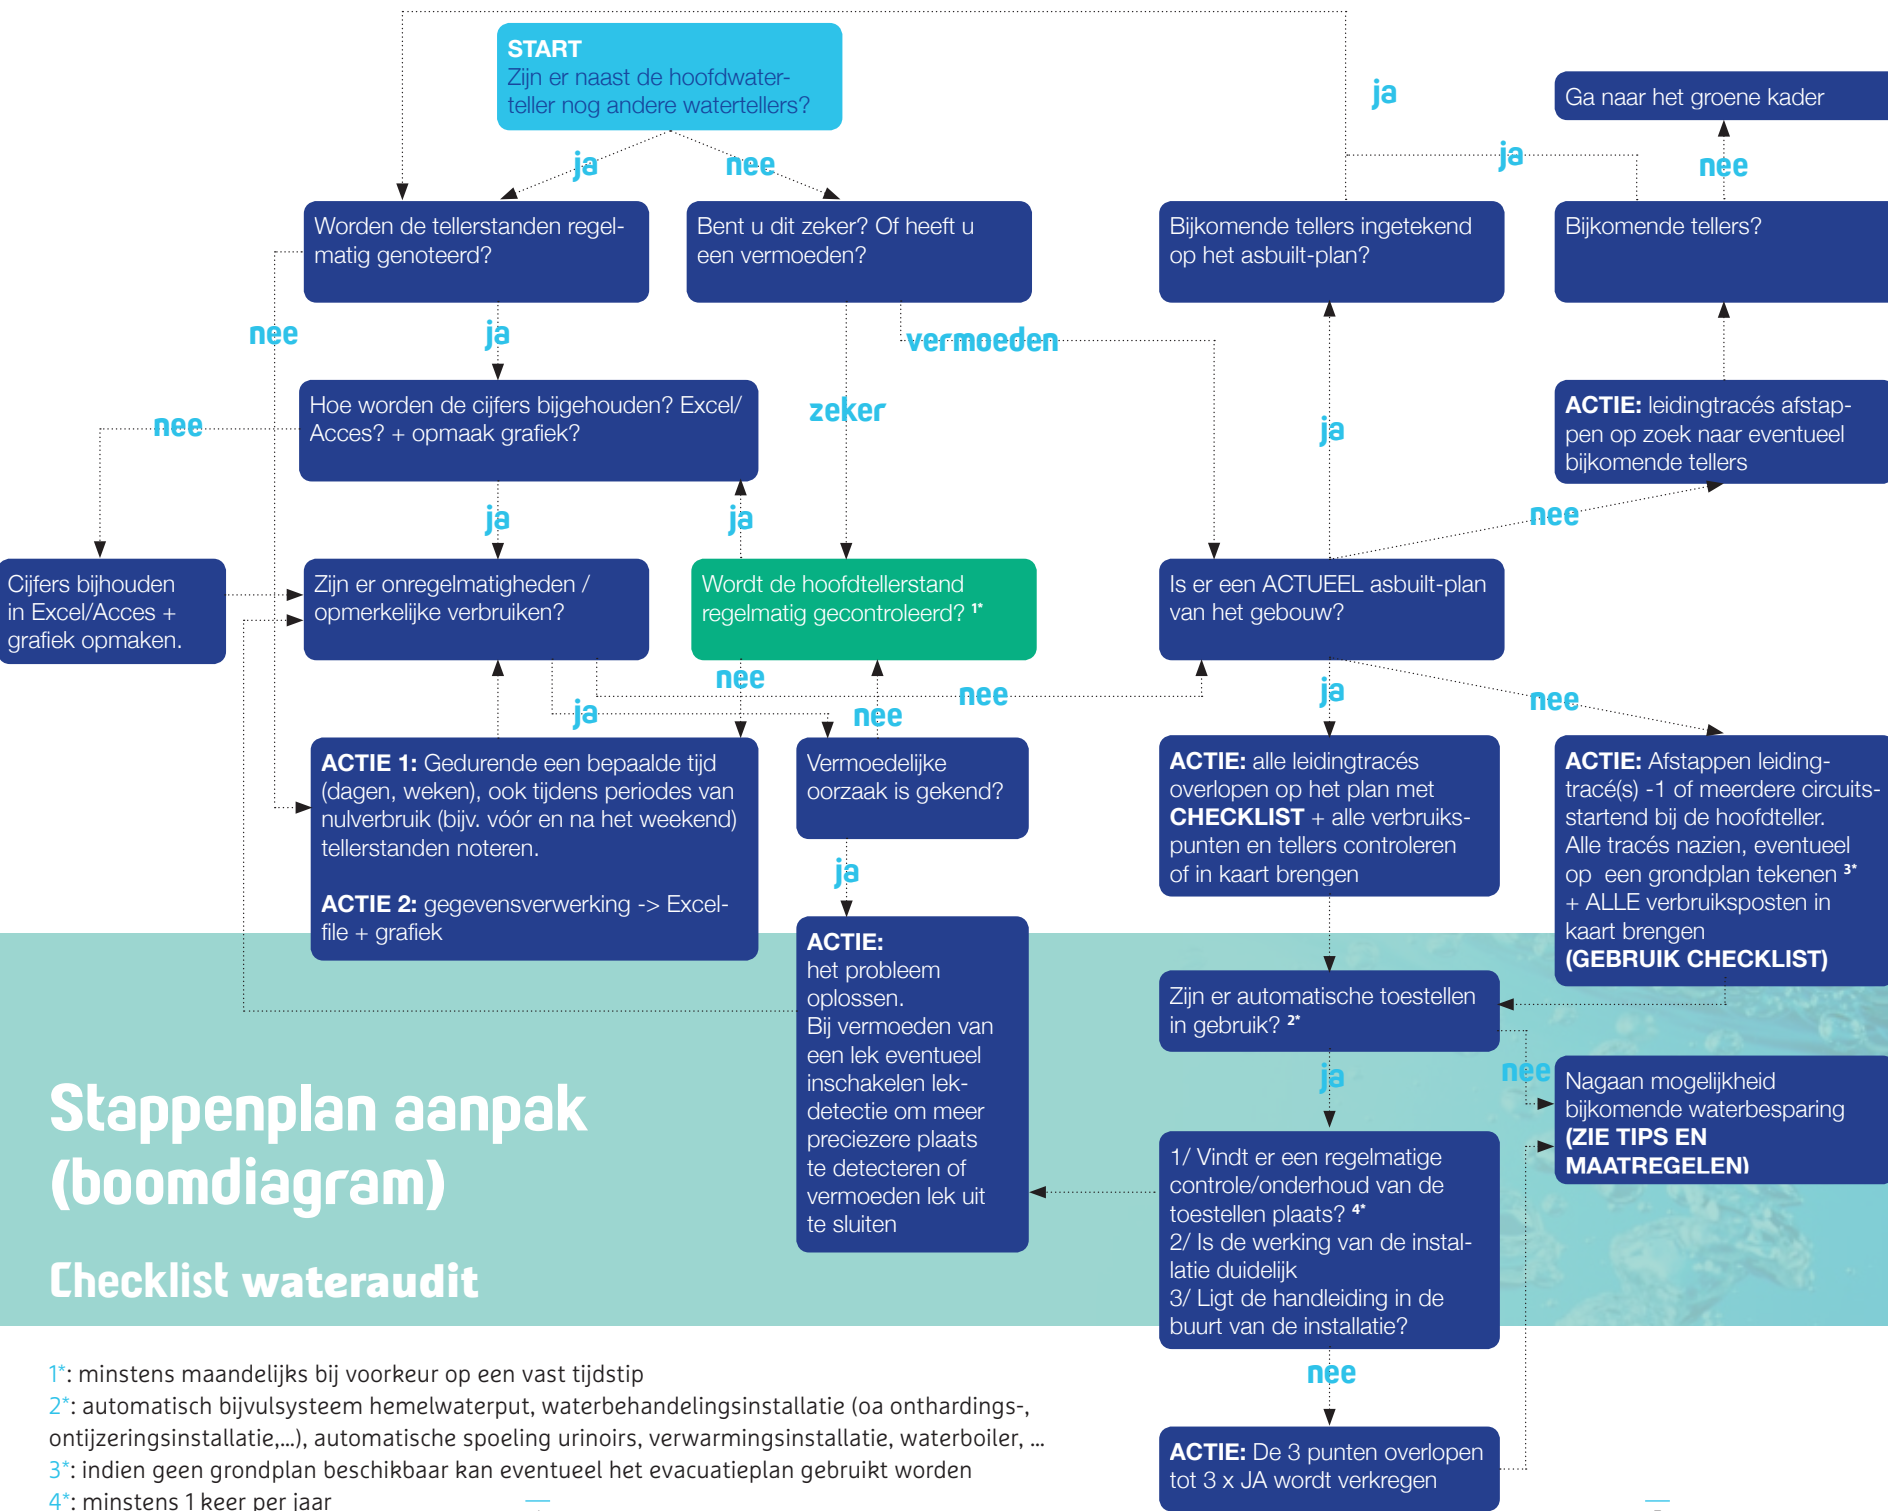 START
Zijn er naast de hoofdwater-
teller nog andere watertellers?
ja
nee
ja
ja
nee
Ga naar het groene kader
Worden de tellerstanden regel-
matig genoteerd?
Bent u dit zeker? Of heeft u
een vermoeden?
Bijkomende tellers ingetekend
op het asbuilt-plan?
Bijkomende tellers?
nee
ja
vermoeden
zeker
ja
nee
Hoe worden de cijfers bijgehouden? Excel/
Acces? + opmaak grafiek?
nee
ACTIE: leidingtracés afstap-
pen op zoek naar eventueel
bijkomende tellers
ja
ja
nee
Cijfers bijhouden
in Excel/Acces +
grafiek opmaken.
Zijn er onregelmatigheden /
opmerkelijke verbruiken?
Wordt de hoofdtellerstand
regelmatig gecontroleerd? 1*
Is er een ACTUEEL asbuilt-plan
van het gebouw?
ja
nee
nee
nee
ja
ACTIE 1: Gedurende een bepaalde tijd
(dagen, weken), ook tijdens periodes van
nulverbruik (bijv. vóór en na het weekend)
tellerstanden noteren.
ACTIE 2: gegevensverwerking -> Excel-
file + grafiek
Vermoedelijke
oorzaak is gekend?
ja
ACTIE:
het probleem
oplossen.
Bij vermoeden van
een lek eventueel
inschakelen lek-
detectie om meer
preciezere plaats
te detecteren of
vermoeden lek uit
te sluiten
ACTIE: alle leidingtracés
overlopen op het plan met
CHECKLIST + alle verbruiks-
punten en tellers controleren
of in kaart brengen
ACTIE: Afstappen leiding-
tracé(s) -1 of meerdere circuits-
startend bij de hoofdteller.
Alle tracés nazien, eventueel
op een grondplan tekenen 3*
+ ALLE verbruiksposten in
kaart brengen
(GEBRUIK CHECKLIST)
Zijn er automatische toestellen
in gebruik? 2*
ja
nee
Nagaan mogelijkheid
bijkomende waterbesparing
(ZIE TIPS EN
MAATREGELEN)
1/ Vindt er een regelmatige
controle/onderhoud van de
toestellen plaats? 4*
2/ Is de werking van de instal-
latie duidelijk
3/ Ligt de handleiding in de
buurt van de installatie?
nee
ACTIE: De 3 punten overlopen
tot 3 x JA wordt verkregen
Stappenplan aanpak
(boomdiagram)
Checklist wateraudit
1*: minstens maandelijks bij voorkeur op een vast tijdstip
2*: automatisch bijvulsysteem hemelwaterput, waterbehandelingsinstallatie (oa onthardings-,
ontijzeringsinstallatie,...), automatische spoeling urinoirs, verwarmingsinstallatie, waterboiler, ...
3*: indien geen grondplan beschikbaar kan eventueel het evacuatieplan gebruikt worden
4*: minstens 1 keer per jaar